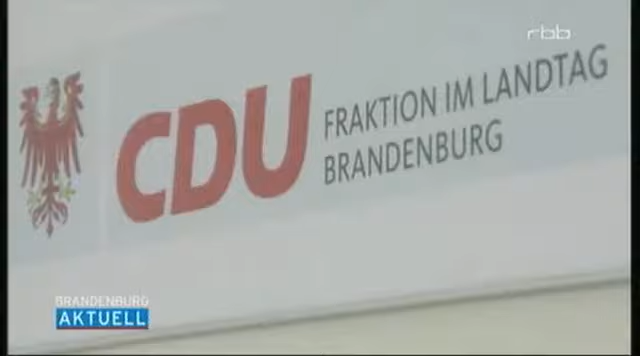 rbb
CDU
FRAKTION IM LANDTAG
BRANDENBURG
BRANDENBURG
AKTUELL